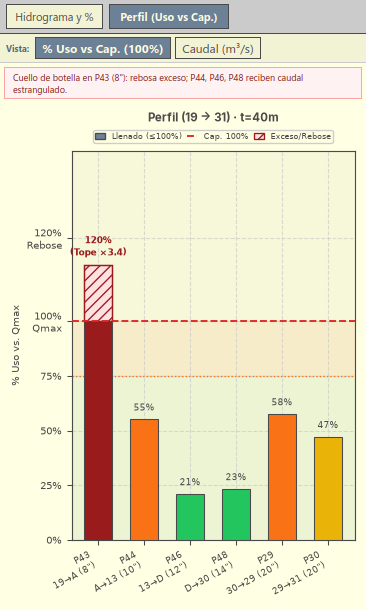 Hidrograma y %
Perfil (Uso vs Cap.)
Vista:
% Uso vs Cap. (100%)
Caudal (m³/s)
Cuello de botella en P43 (8"): rebosa exceso; P44, P46, P48 reciben caudal
estrangulado.
Perfil (19 → 31) · t=40m
Llenado (≤100%)
Cap. 100%
Exceso/Rebose
% Uso vs. Qmax
120%
Rebose
100%
Qmax
75%
50%
25%
0%
120%
(Tope ×3.4)
55%
21%
23%
58%
47%
P43
19→A (8")
P44
A→13 (10")
P46
13→D (12")
P48
D→30 (14")
P29
30→29 (20")
P30
29→31 (20")